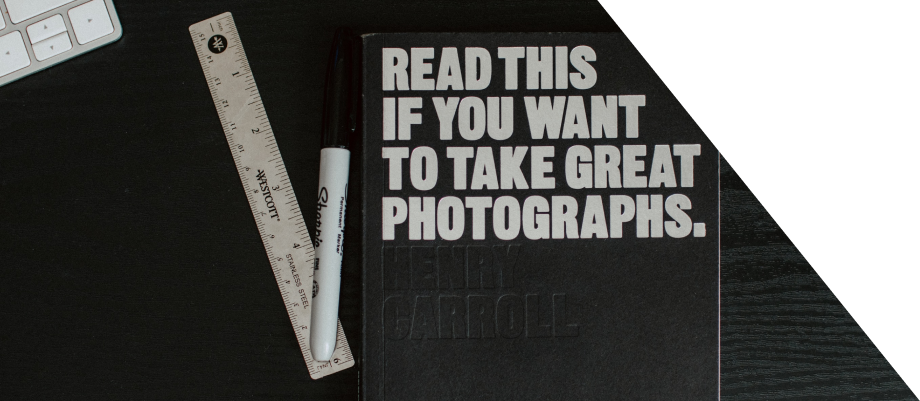 READ THIS
IF YOU WANT
TO TAKE GREAT
PHOTOGRAPHS.
HENRY
CARROLL
WESTCOTT
STAINLESS STEEL
1
2
3
4
6
Sharpie
Permanent Marker